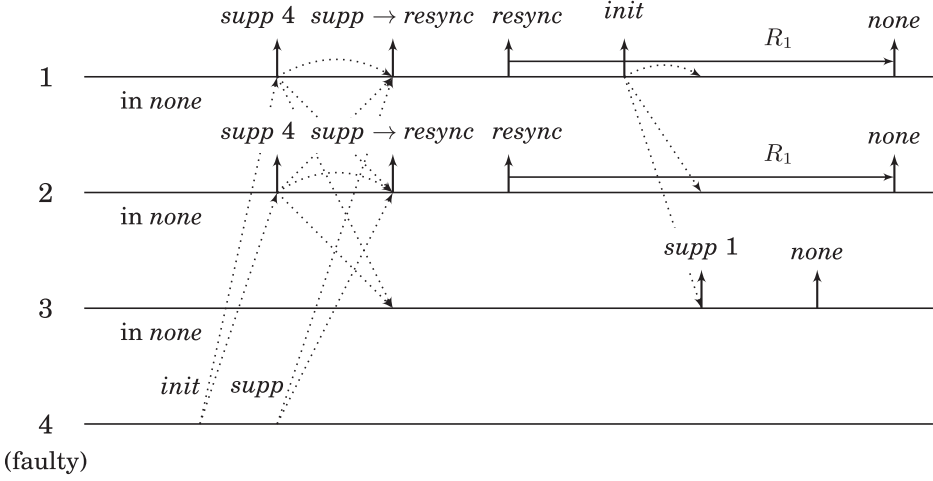 supp 4 supp → resync resync init none
R₁
1
in none
supp 4 supp → resync resync none
R₁
2
in none
supp 1 none
3
in none
init supp
4
(faulty)